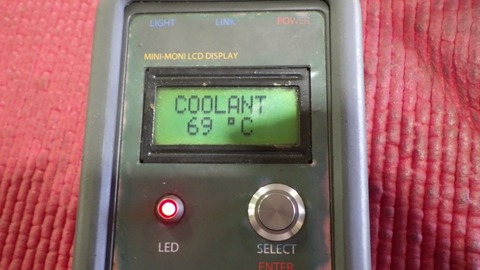 LIGHT LINK POWER
MINI-MONI LCD DISPLAY
COOLANT
69 °C
LED SELECT
ENTER